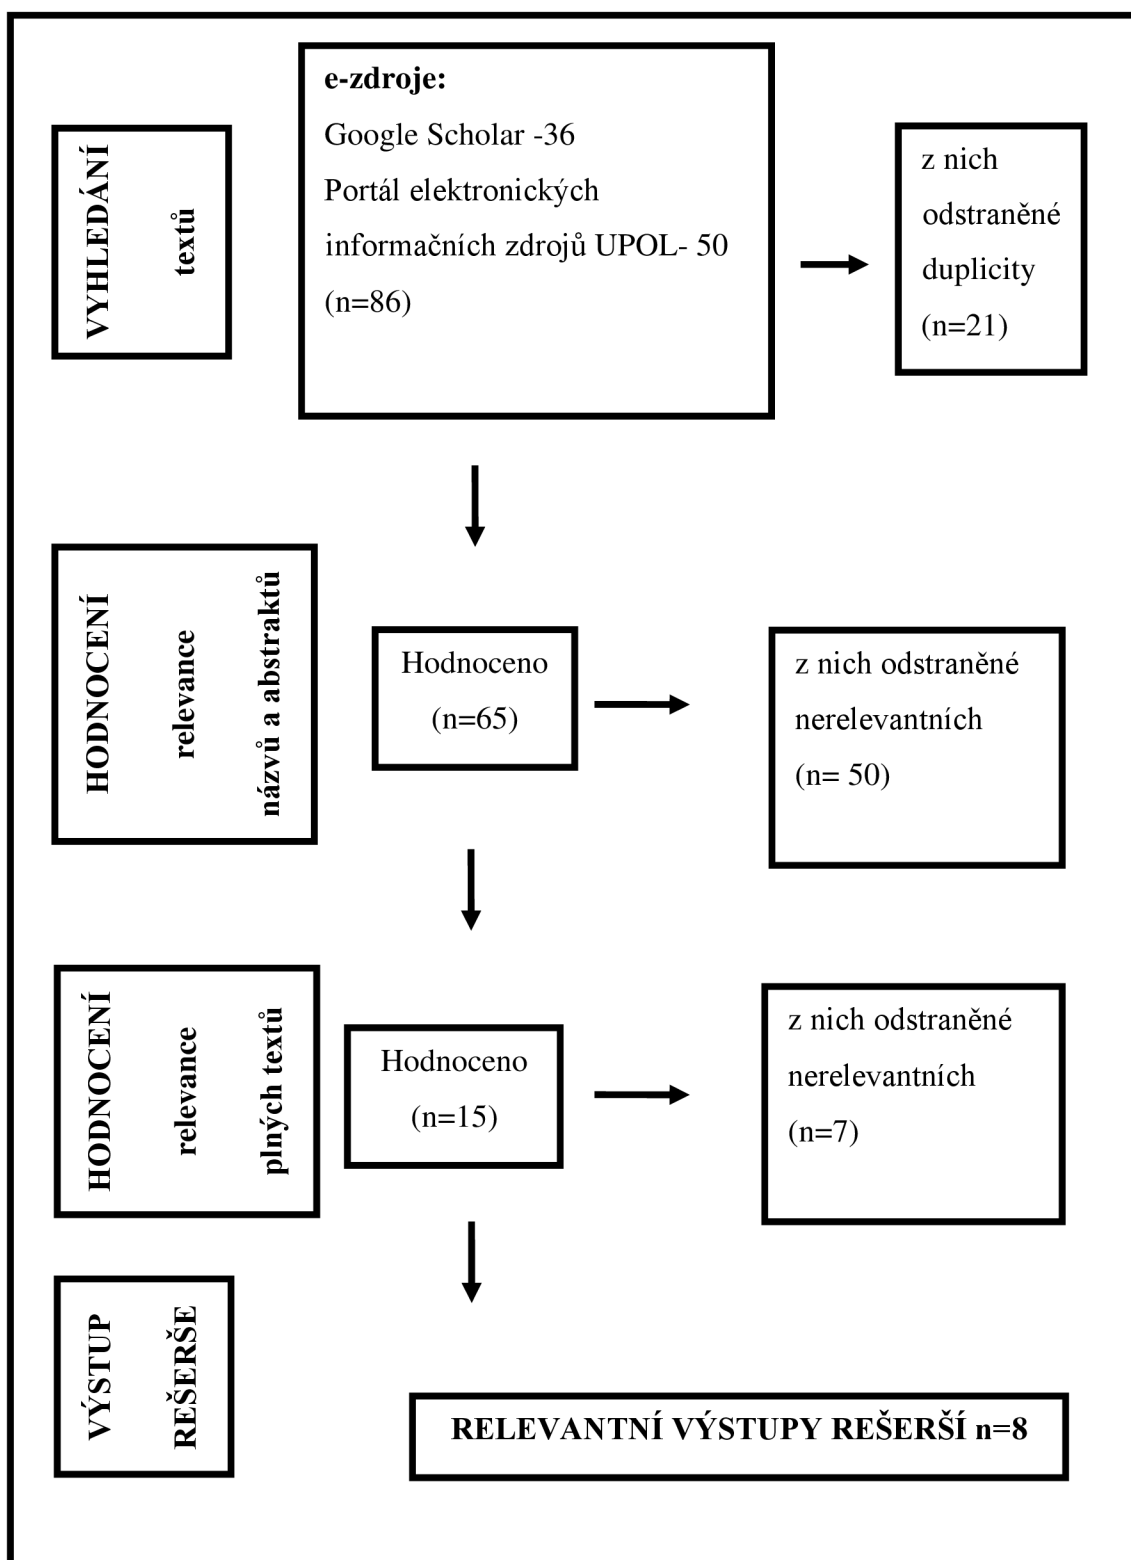 VYHLEDÁNÍ
textů
e-zdroje:
Google Scholar -36
Portál elektronických
informačních zdrojů UPOL- 50
(n=86)
z nich
odstraněné
duplicity
(n=21)
HODNOCENÍ
relevance
názvů a abstraktů
Hodnoceno
(n=65)
z nich odstraněné
nerelevantních
(n= 50)
HODNOCENÍ
relevance
plných textů
Hodnoceno
(n=15)
z nich odstraněné
nerelevantních
(n=7)
VÝSTUP
REŠERŠE
RELEVANTNÍ VÝSTUPY REŠERŠÍ n=8